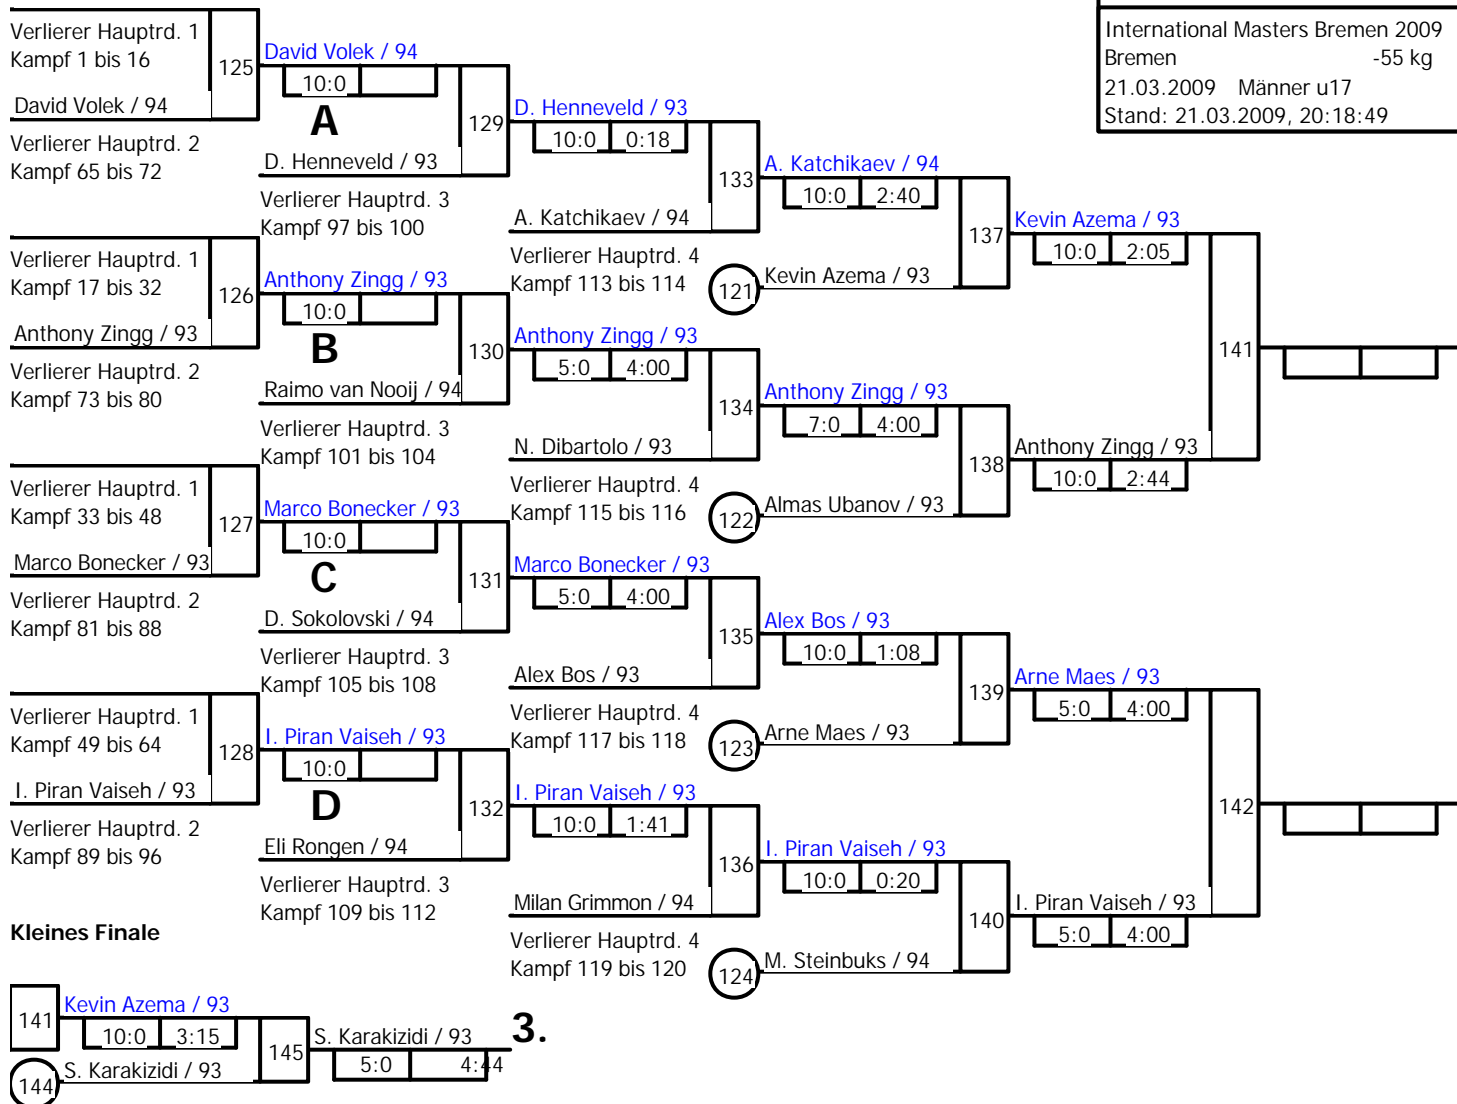 International Masters Bremen 2009
Bremen -55 kg
21.03.2009 Männer u17
Stand: 21.03.2009, 20:18:49
Verlierer Hauptrd. 1
Kampf 1 bis 16
125
David Volek / 94
David Volek / 94
10:0
A
Verlierer Hauptrd. 2
Kampf 65 bis 72
D. Henneveld / 93
129
D. Henneveld / 93
10:0 0:18
Verlierer Hauptrd. 3
Kampf 97 bis 100
A. Katchikaev / 94
133
A. Katchikaev / 94
10:0 2:40
Verlierer Hauptrd. 4
Kampf 113 bis 114
121
Kevin Azema / 93
137
Kevin Azema / 93
10:0 2:05
Verlierer Hauptrd. 1
Kampf 17 bis 32
126
Anthony Zingg / 93
Anthony Zingg / 93
10:0
B
Verlierer Hauptrd. 2
Kampf 73 bis 80
Raimo van Nooij / 94
130
Anthony Zingg / 93
5:0 4:00
Verlierer Hauptrd. 3
Kampf 101 bis 104
N. Dibartolo / 93
134
Anthony Zingg / 93
7:0 4:00
Verlierer Hauptrd. 4
Kampf 115 bis 116
122
Almas Ubanov / 93
138
Anthony Zingg / 93
10:0 2:44
141
Verlierer Hauptrd. 1
Kampf 33 bis 48
127
Marco Bonecker / 93
Marco Bonecker / 93
10:0
C
Verlierer Hauptrd. 2
Kampf 81 bis 88
D. Sokolovski / 94
131
Marco Bonecker / 93
5:0 4:00
Verlierer Hauptrd. 3
Kampf 105 bis 108
Alex Bos / 93
135
Alex Bos / 93
10:0 1:08
Verlierer Hauptrd. 4
Kampf 117 bis 118
123
Arne Maes / 93
139
Arne Maes / 93
5:0 4:00
Verlierer Hauptrd. 1
Kampf 49 bis 64
128
I. Piran Vaiseh / 93
I. Piran Vaiseh / 93
10:0
D
Verlierer Hauptrd. 2
Kampf 89 bis 96
Eli Rongen / 94
132
I. Piran Vaiseh / 93
10:0 1:41
Verlierer Hauptrd. 3
Kampf 109 bis 112
Milan Grimmon / 94
136
I. Piran Vaiseh / 93
10:0 0:20
Verlierer Hauptrd. 4
Kampf 119 bis 120
124
M. Steinbuks / 94
140
I. Piran Vaiseh / 93
5:0 4:00
142
Kleines Finale
141
Kevin Azema / 93
10:0 3:15
144
S. Karakizidi / 93
145
S. Karakizidi / 93
5:0 4:44
3.